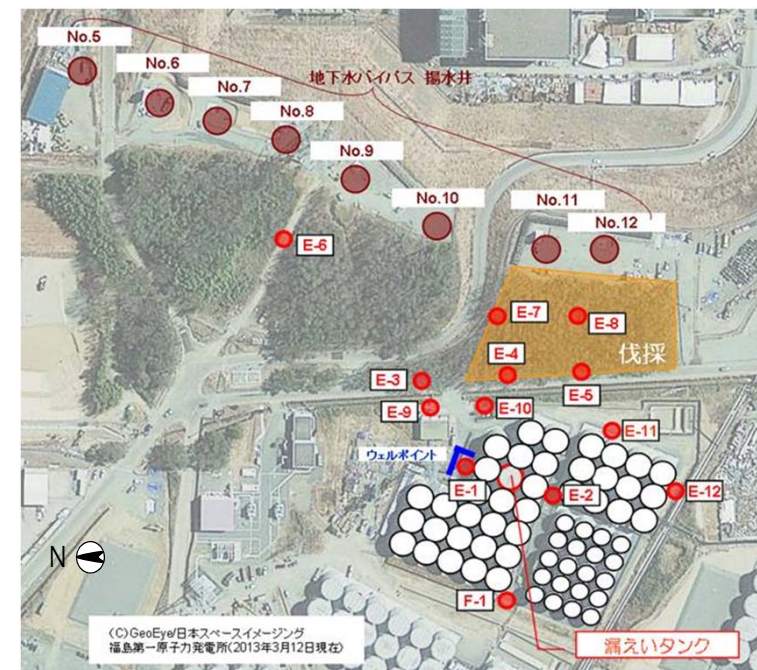 No.5
No.6
No.7
地下水バイパス 揚水井
No.8
No.9
No.10
No.11
No.12
E-6
E-7
E-8
伐採
E-4
E-3
E-5
E-9
E-10
E-11
ウェルポイント
E-1
E-2
E-12
N
F-1
(C)GeoEye/日本スペースイメージング
福島第一原子力発電所(2013年3月12日現在)
漏えいタンク